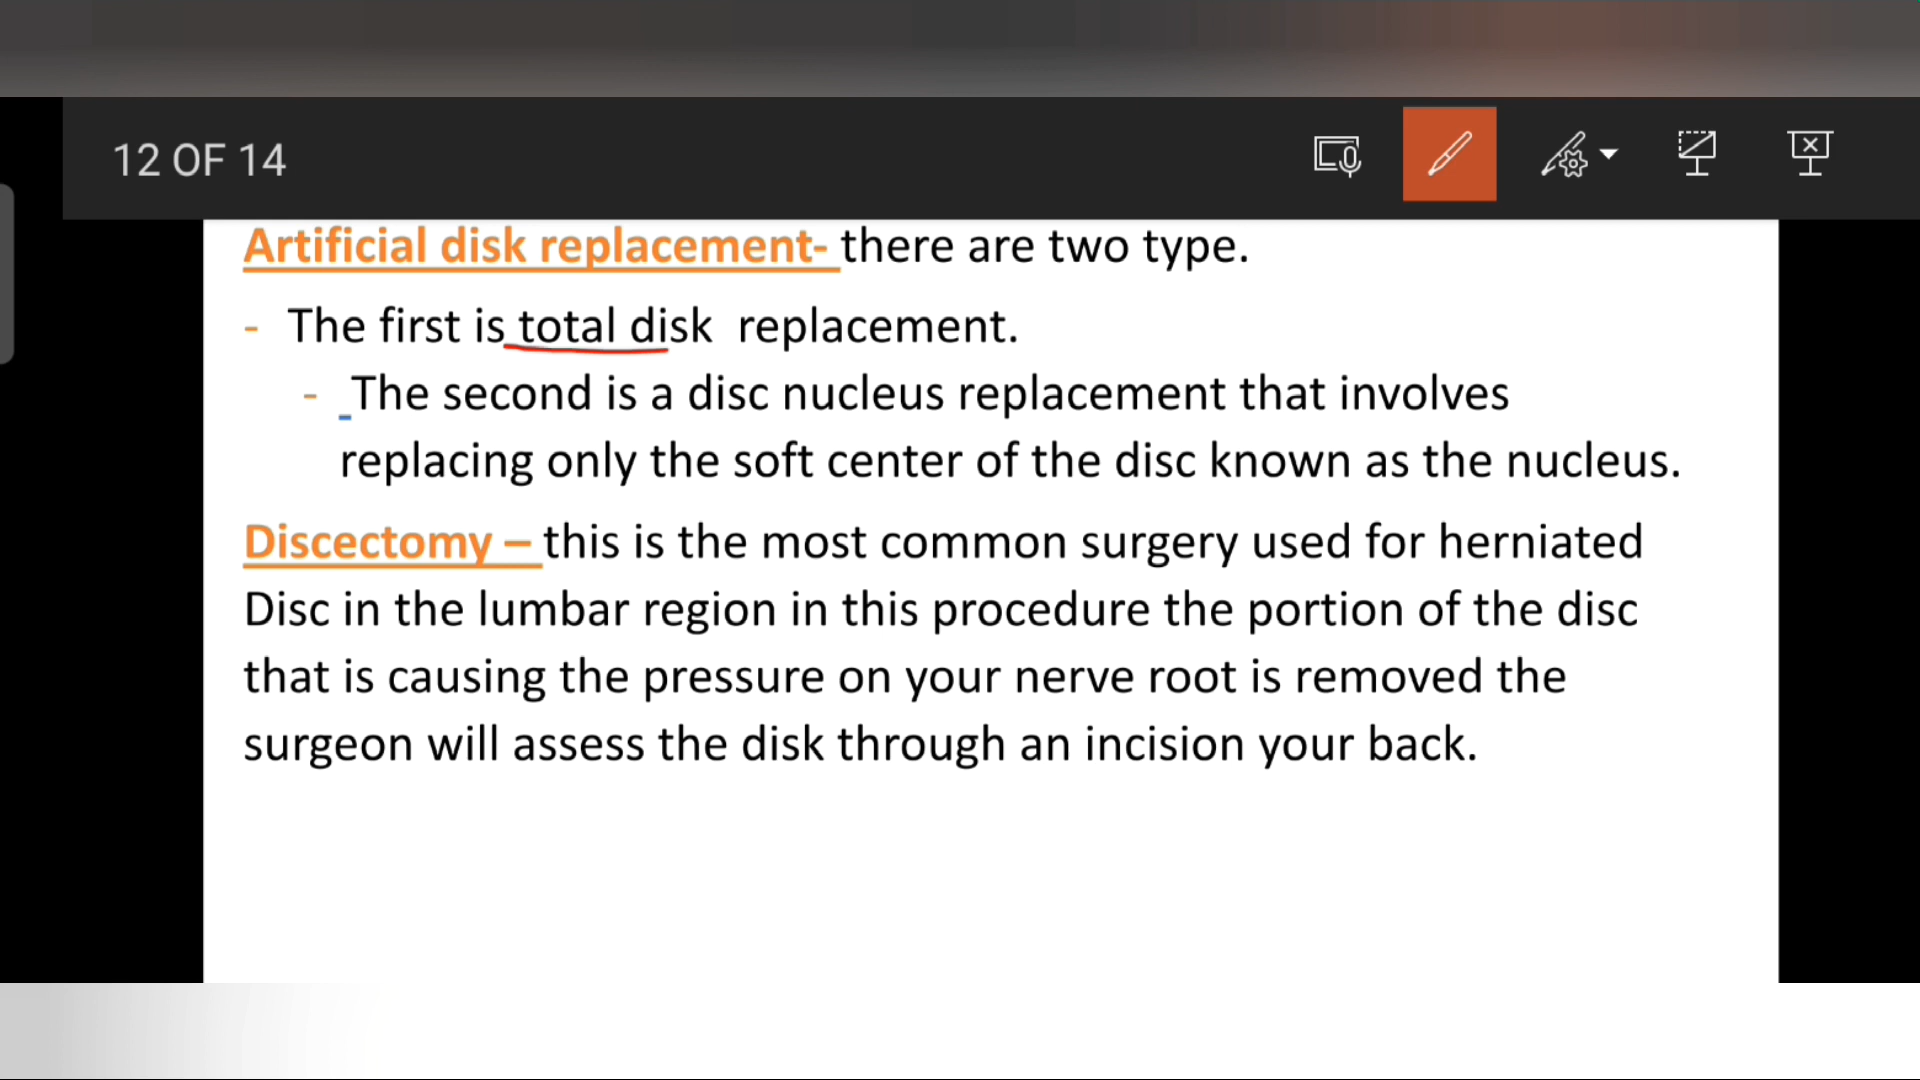 12 OF 14
Artificial disk replacement- there are two type.
- The first is total disk replacement.
- The second is a disc nucleus replacement that involves
replacing only the soft center of the disc known as the nucleus.
Discectomy – this is the most common surgery used for herniated
Disc in the lumbar region in this procedure the portion of the disc
that is causing the pressure on your nerve root is removed the
surgeon will assess the disk through an incision your back.